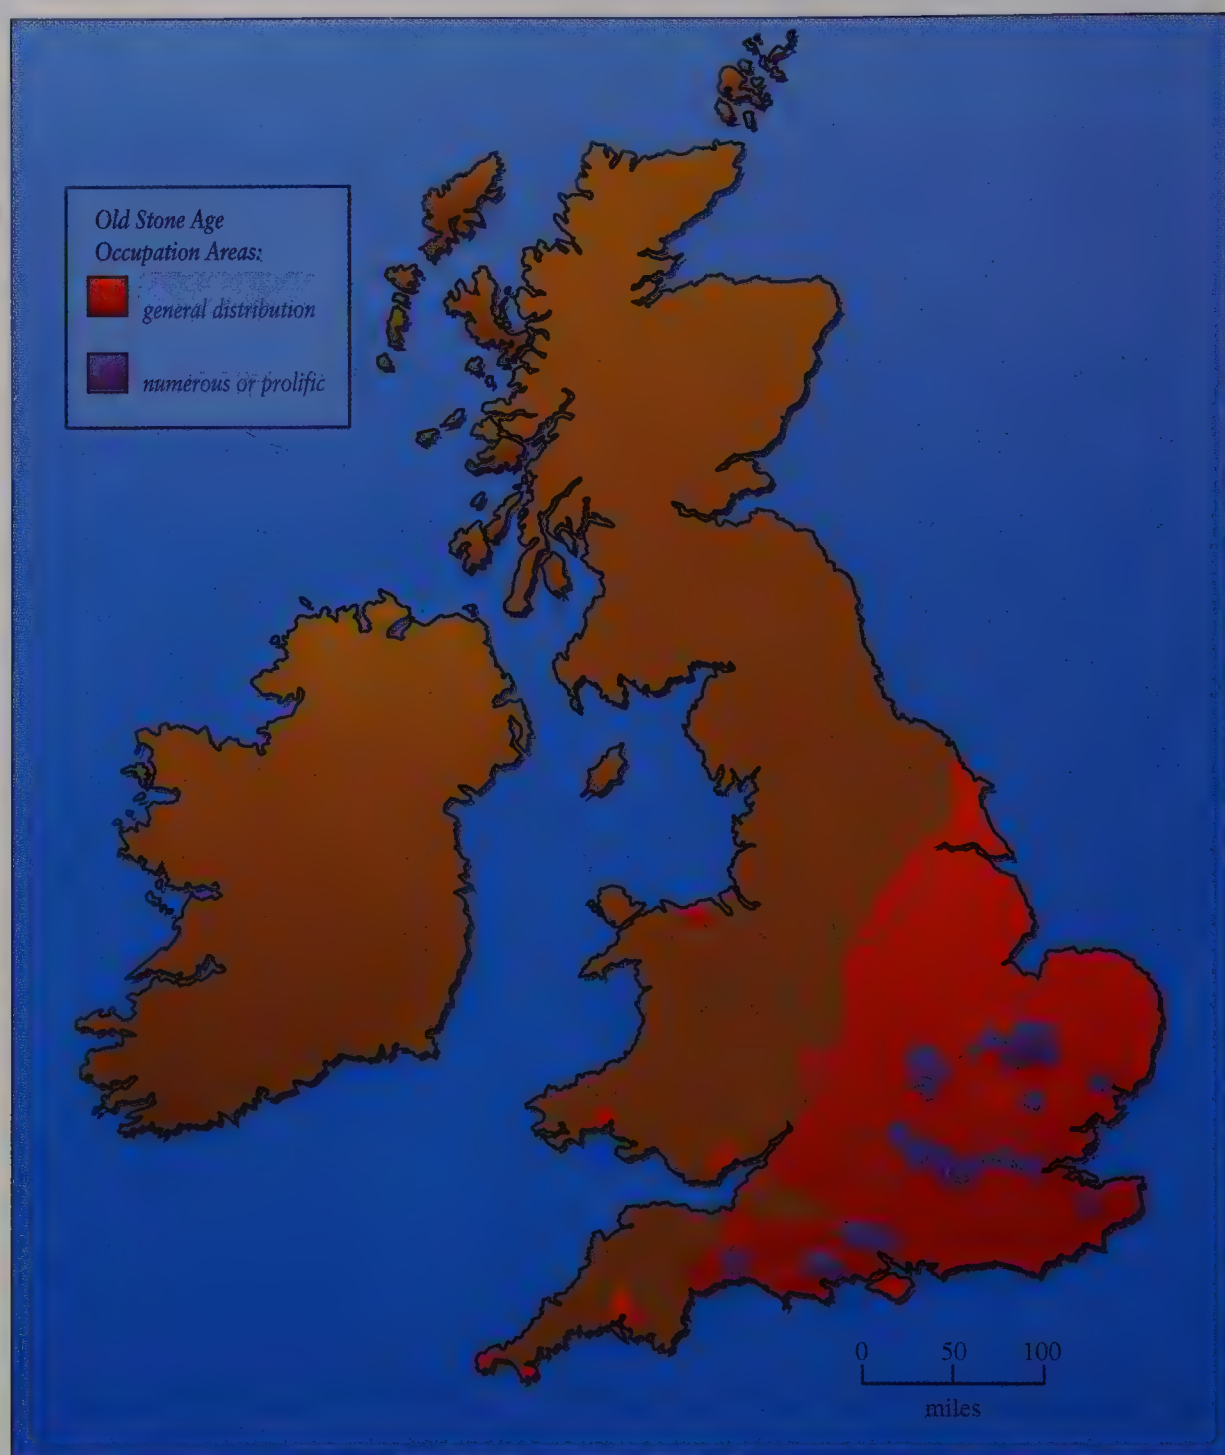 Old Stone Age
Occupation Areas:
general distribution
numerous or prolific
0 50 100
miles